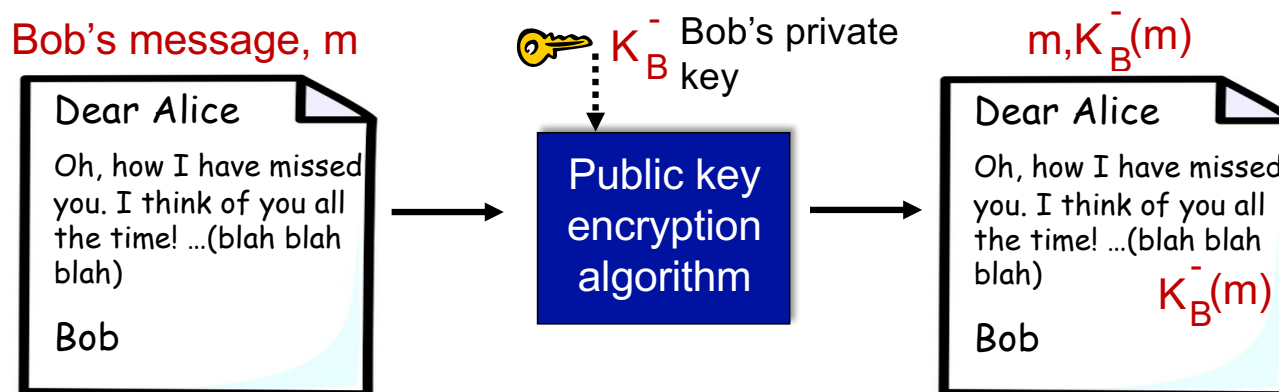 Bob's message, m
Dear Alice
Oh, how I have missed
you. I think of you all
the time! ...(blah blah
blah)
Bob
K_B^- Bob's private
key
Public key
encryption
algorithm
m,K_B^-(m)
Dear Alice
Oh, how I have missed
you. I think of you all
the time! ...(blah blah
blah)
K_B^-(m)
Bob